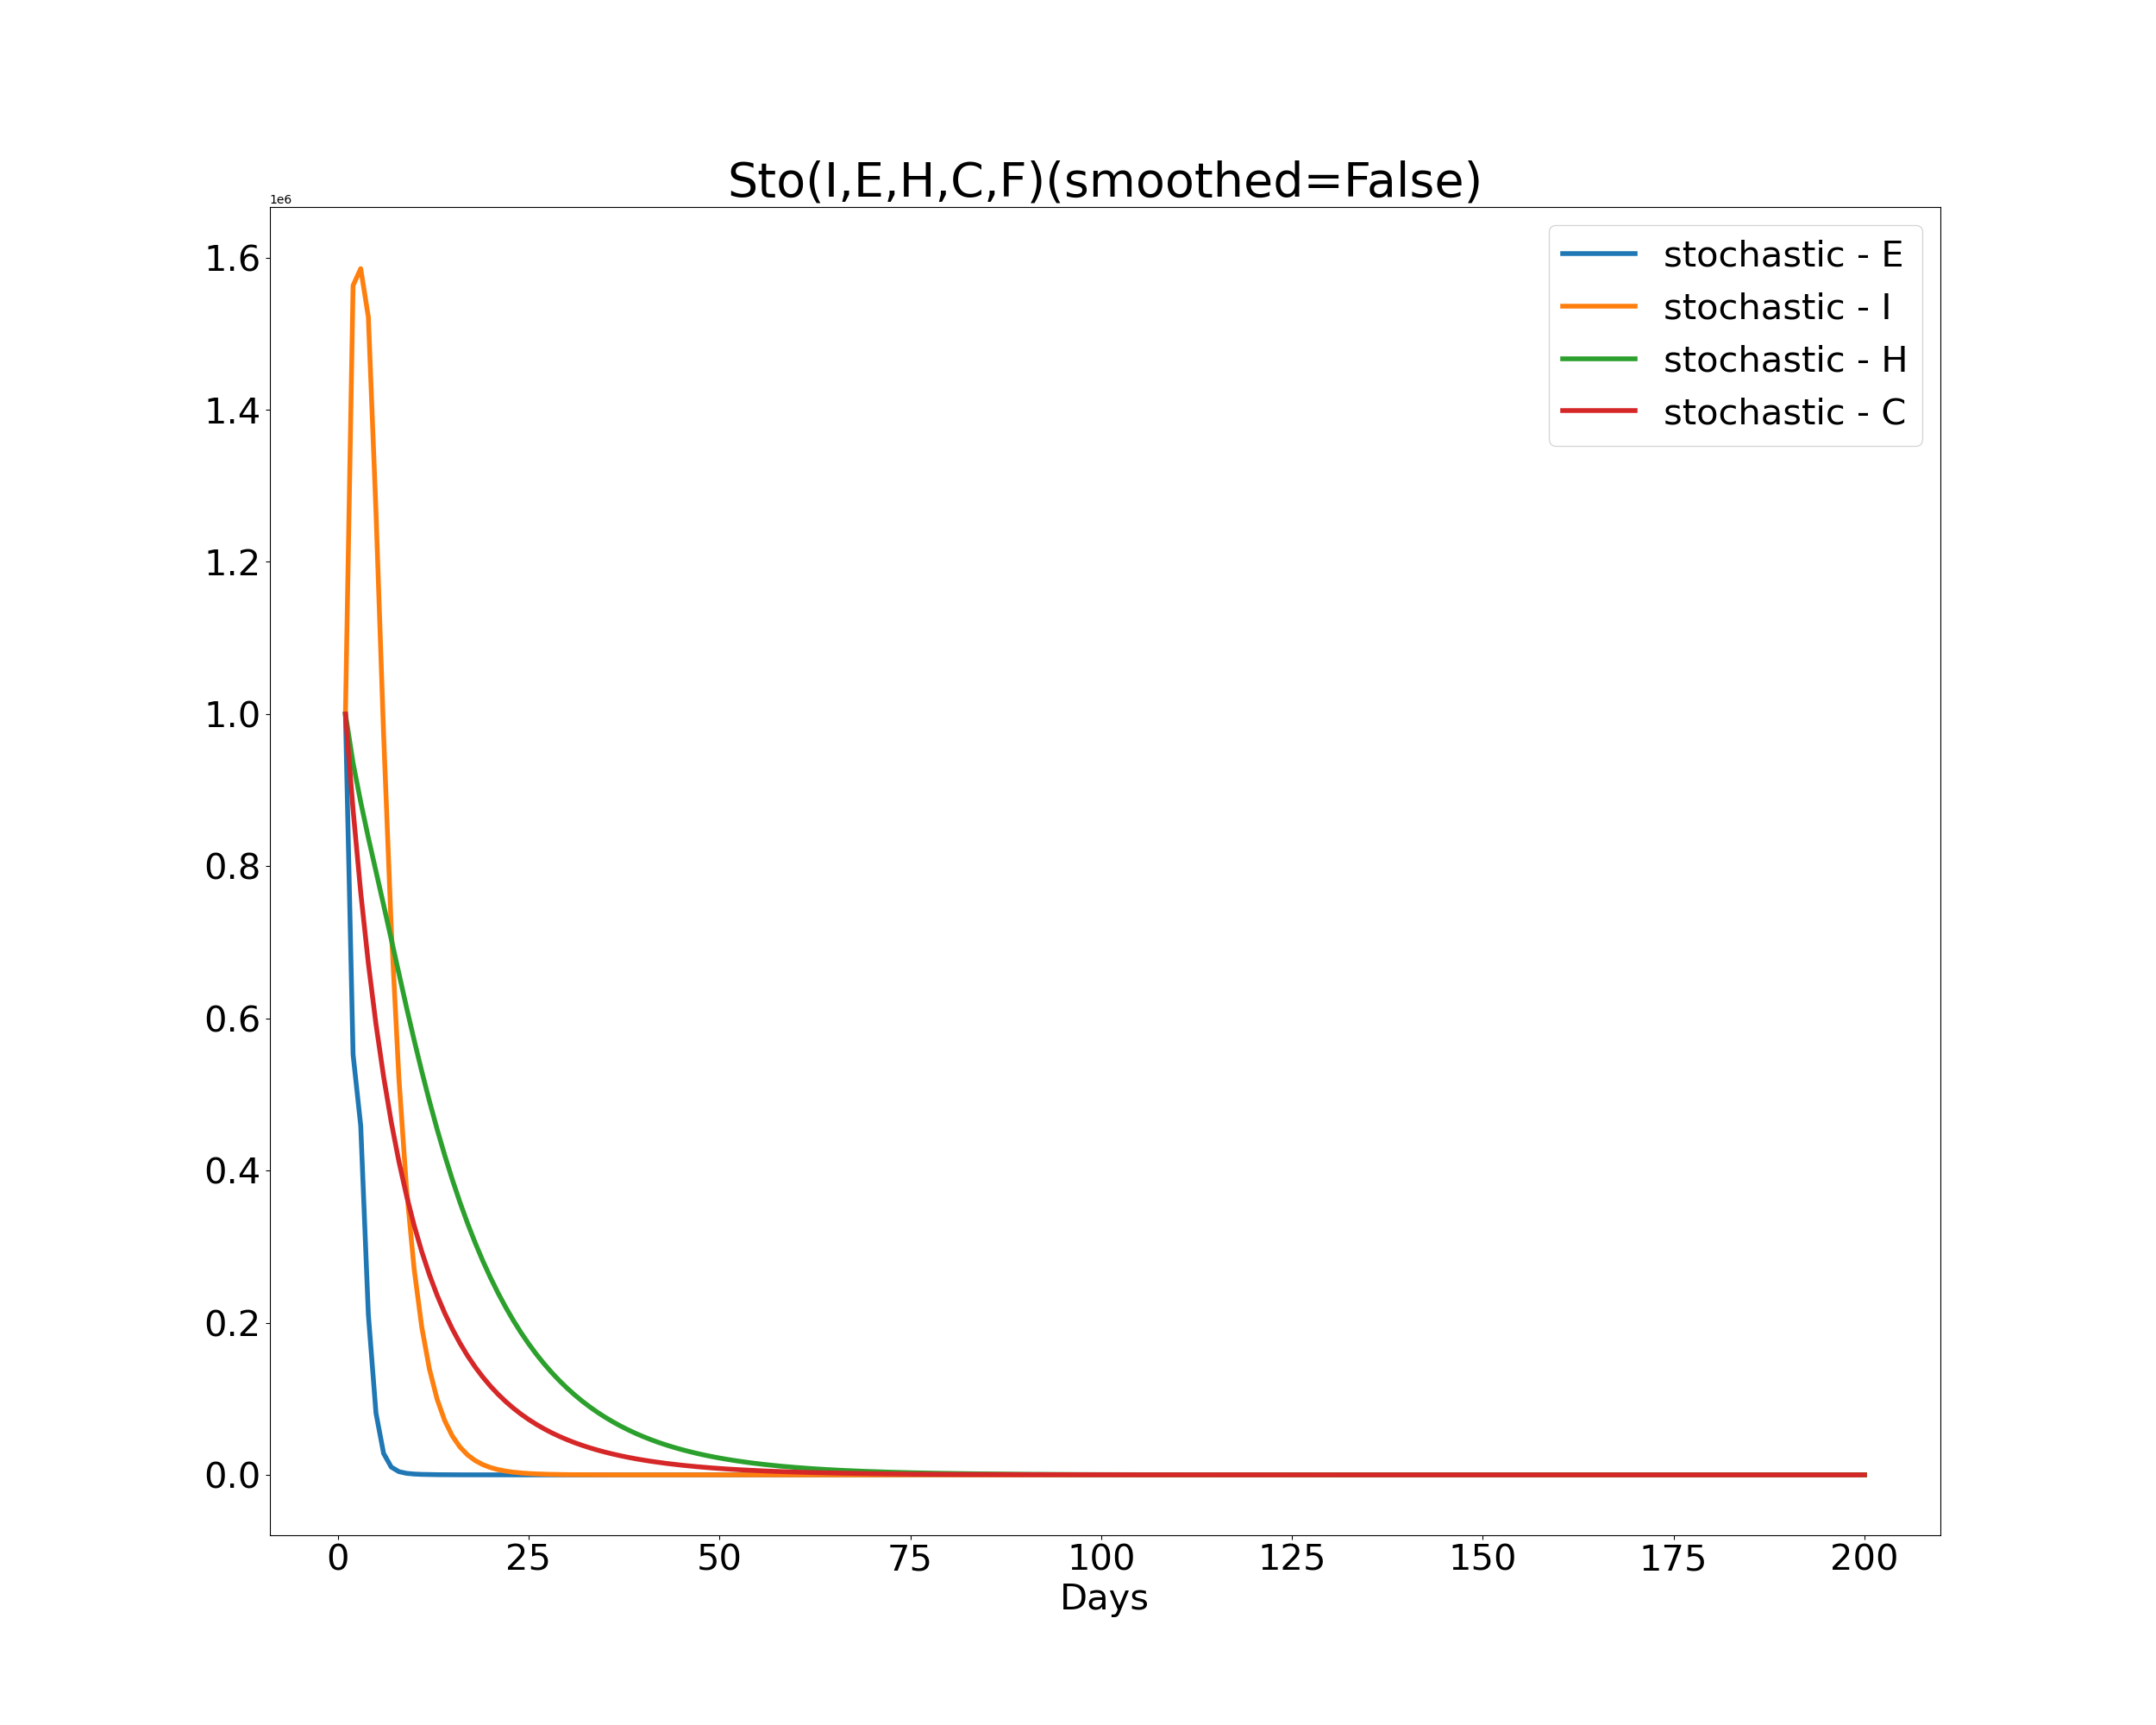 Sto(I,E,H,C,F)(smoothed=False)
1e6
stochastic - E
stochastic - I
stochastic - H
stochastic - C
1.6
1.4
1.2
1.0
0.8
0.6
0.4
0.2
0.0
0 25 50 75 100 125 150 175 200
Days